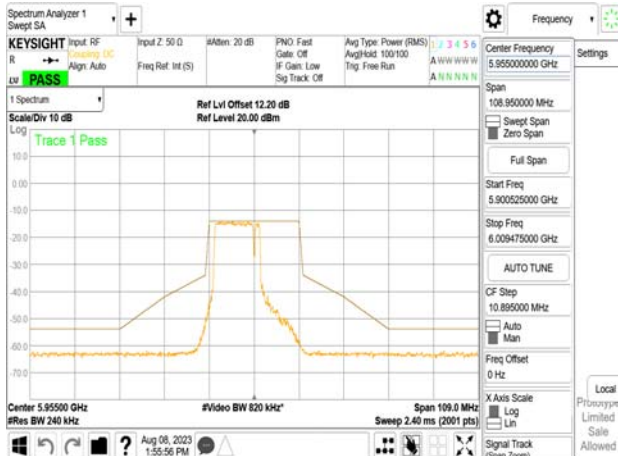 Spectrum Analyzer 1
Swept SA
+
Frequency
KEYSIGHT
Input: RF
Coupling: DC
Align: Auto
Input Z: 50 Ω
Freq Ref: Int (S)
#Atten: 20 dB
PNO: Fast
Gate: Off
IF Gain: Low
Sig Track: Off
Avg Type: Power (RMS)
Avg|Hold: 100/100
Trig: Free Run
1 2 3 4 5 6
A W W W W W
A N N N N N
R
LU
PASS
1 Spectrum
Scale/Div 10 dB
Ref Lvl Offset 12.20 dB
Ref Level 20.00 dBm
Log
Trace 1 Pass
10.0
0.00
-10.0
-20.0
-30.0
-40.0
-50.0
-60.0
-70.0
Center 5.95500 GHz
#Res BW 240 kHz
#Video BW 820 kHz*
Span 109.0 MHz
Sweep 2.40 ms (2001 pts)
Aug 08, 2023
1:55:56 PM
Center Frequency
5.955000000 GHz
Settings
Span
108.950000 MHz
Swept Span
Zero Span
Full Span
Start Freq
5.900525000 GHz
Stop Freq
6.009475000 GHz
AUTO TUNE
CF Step
10.895000 MHz
Auto
Man
Freq Offset
0 Hz
X Axis Scale
Log
Lin
Signal Track
(Span Zoom)
Local
Prototype
Limited
Sale
Allowed